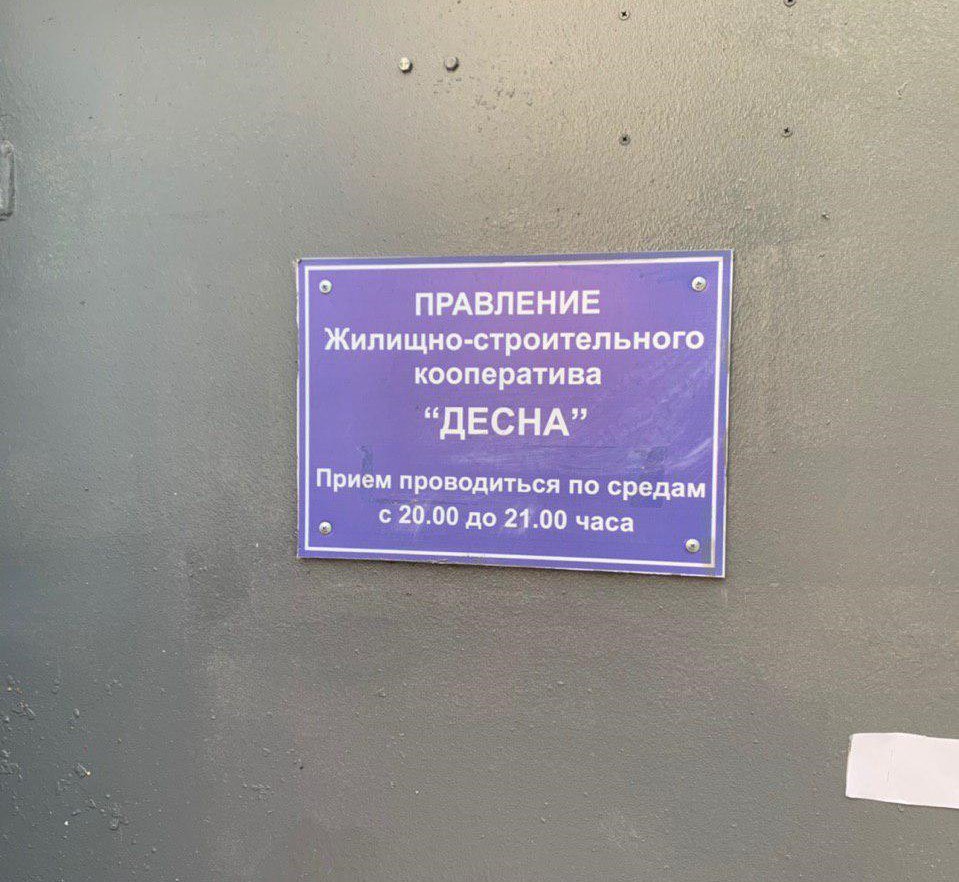 ПРАВЛЕНИЕ
Жилищно-строительного
кооператива
“ДЕСНА”
Прием проводиться по средам
с 20.00 до 21.00 часа